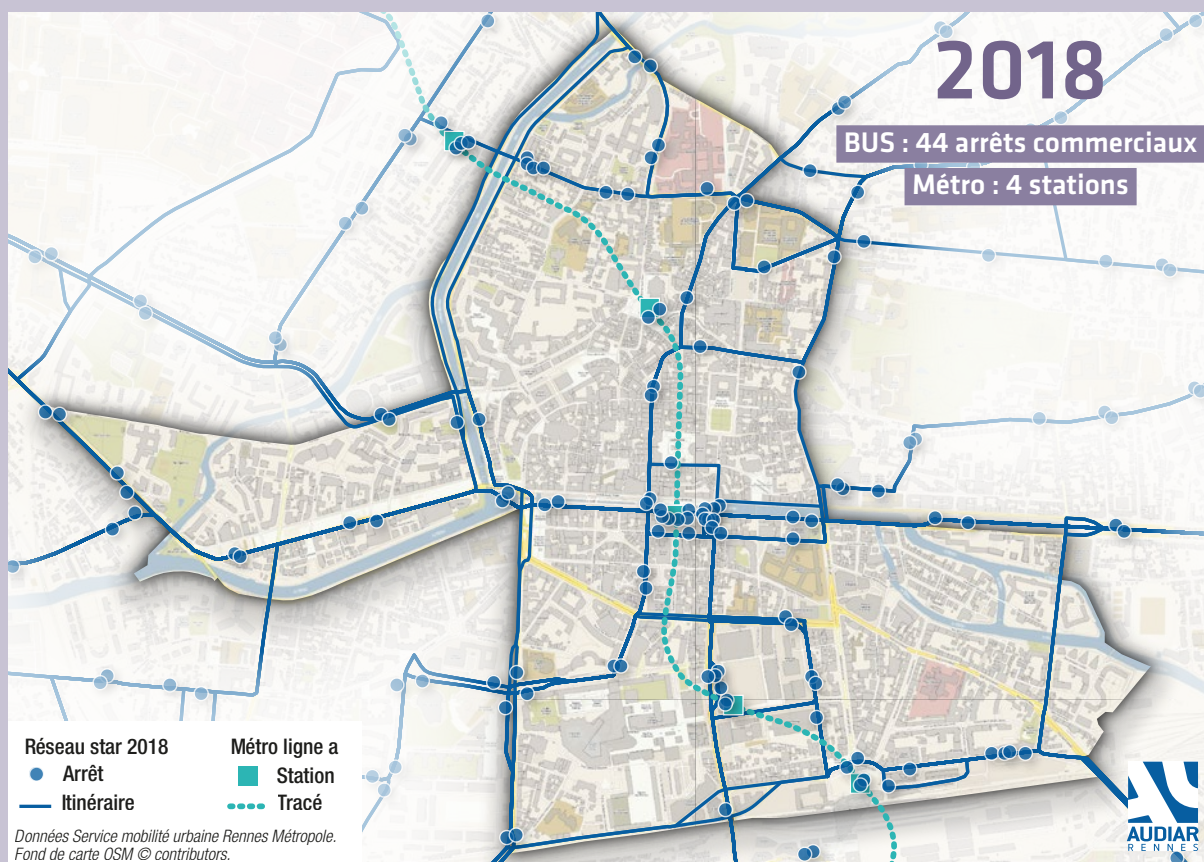 2018
BUS : 44 arrêts commerciaux
Métro : 4 stations
Réseau star 2018
Arrêt
Itinéraire
Métro ligne a
Station
Tracé
Données Service mobilité urbaine Rennes Métropole.
Fond de carte OSM © contributors.
AUDIAR
RENNES